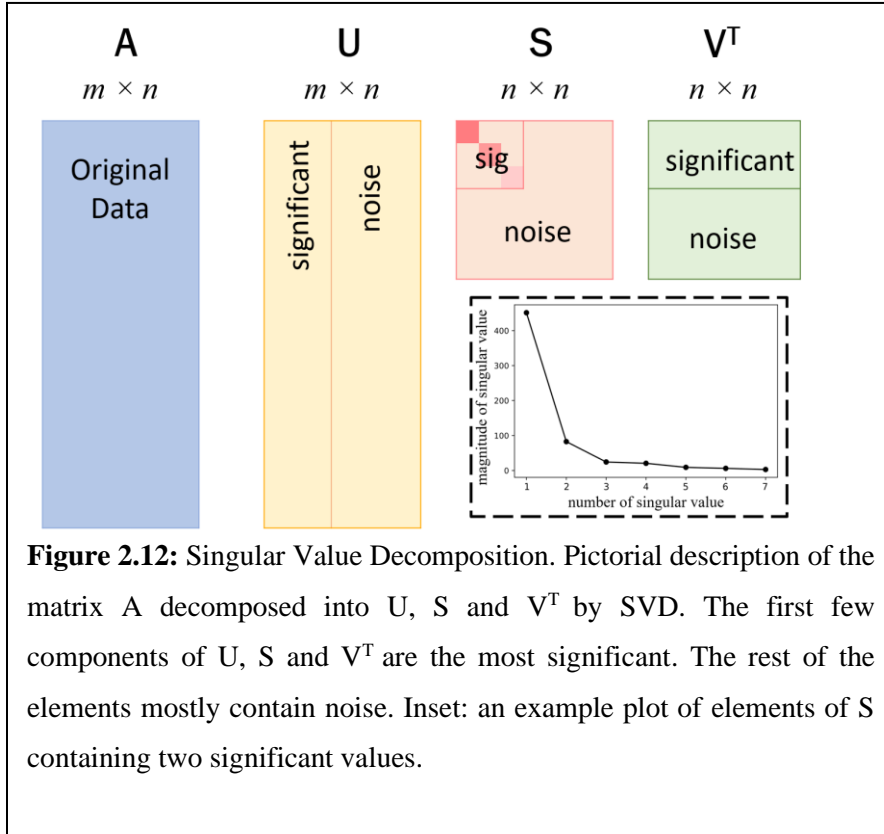 A U S Vᵀ
m × n m × n n × n n × n
Original
Data
significant
noise
sig
noise
significant
noise
magnitude of singular value
400
300
200
100
0
1 2 3 4 5 6 7
number of singular value
Figure 2.12: Singular Value Decomposition. Pictorial description of the
matrix A decomposed into U, S and Vᵀ by SVD. The first few
components of U, S and Vᵀ are the most significant. The rest of the
elements mostly contain noise. Inset: an example plot of elements of S
containing two significant values.